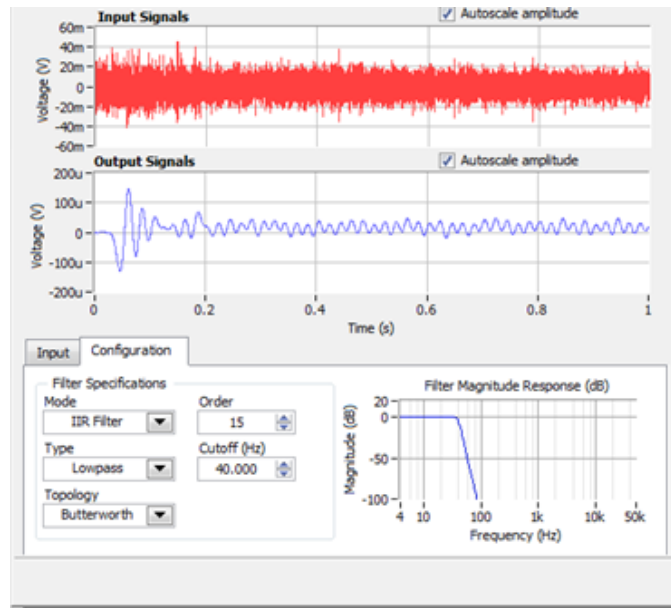 Input Signals
Autoscale amplitude
60m
40m
20m
0
-20m
-40m
-60m
Voltage (V)
Output Signals
Autoscale amplitude
200u
100u
0
-100u
-200u
Voltage (V)
0 0.2 0.4 0.6 0.8 1
Time (s)
Input Configuration
Filter Specifications
Mode
IIR Filter
Order
15
Type
Lowpass
Cutoff (Hz)
40.000
Topology
Butterworth
Filter Magnitude Response (dB)
20
0
-50
-100
Magnitude (dB)
4 10 100 1k 10k 50k
Frequency (Hz)